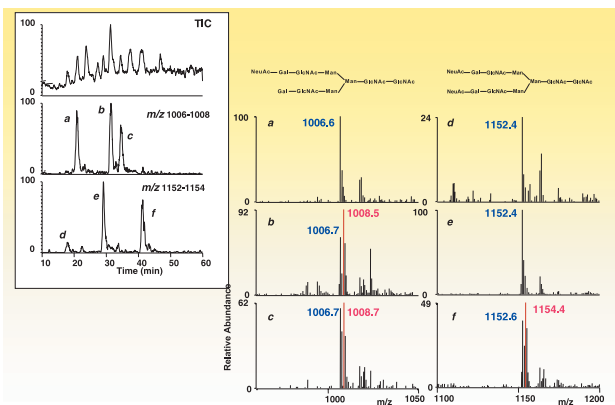 100
TIC
0
100
a
b
c
m/z 1006-1008
0
100
d
e
f
m/z 1152-1154
0
10 20 30 40 50 60
Time (min)
NeuAc—Gal—GlcNAc—Man
Man—GlcNAc—GlcNAc
Gal—GlcNAc—Man
NeuAc—Gal—GlcNAc—Man
Man—GlcNAc—GlcNAc
NeuAc—Gal—GlcNAc—Man
Relative Abundance
100
a
1006.6
0
92
b
1008.5
1006.7
0
62
c
1006.7
1008.7
0
1000 1050
m/z
24
d
1152.4
0
100
e
1152.4
0
49
f
1152.6
1154.4
0
1100 1150 1200
m/z